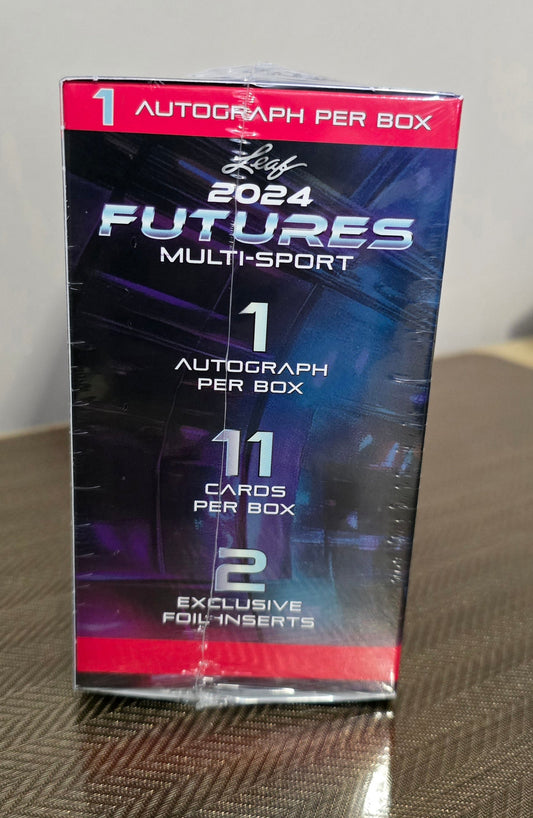 1 AUTOGRAPH PER BOX
Leaf
2024
FUTURES
MULTI-SPORT
1
AUTOGRAPH
PER BOX
11
CARDS
PER BOX
2
EXCLUSIVE
FOIL INSERTS